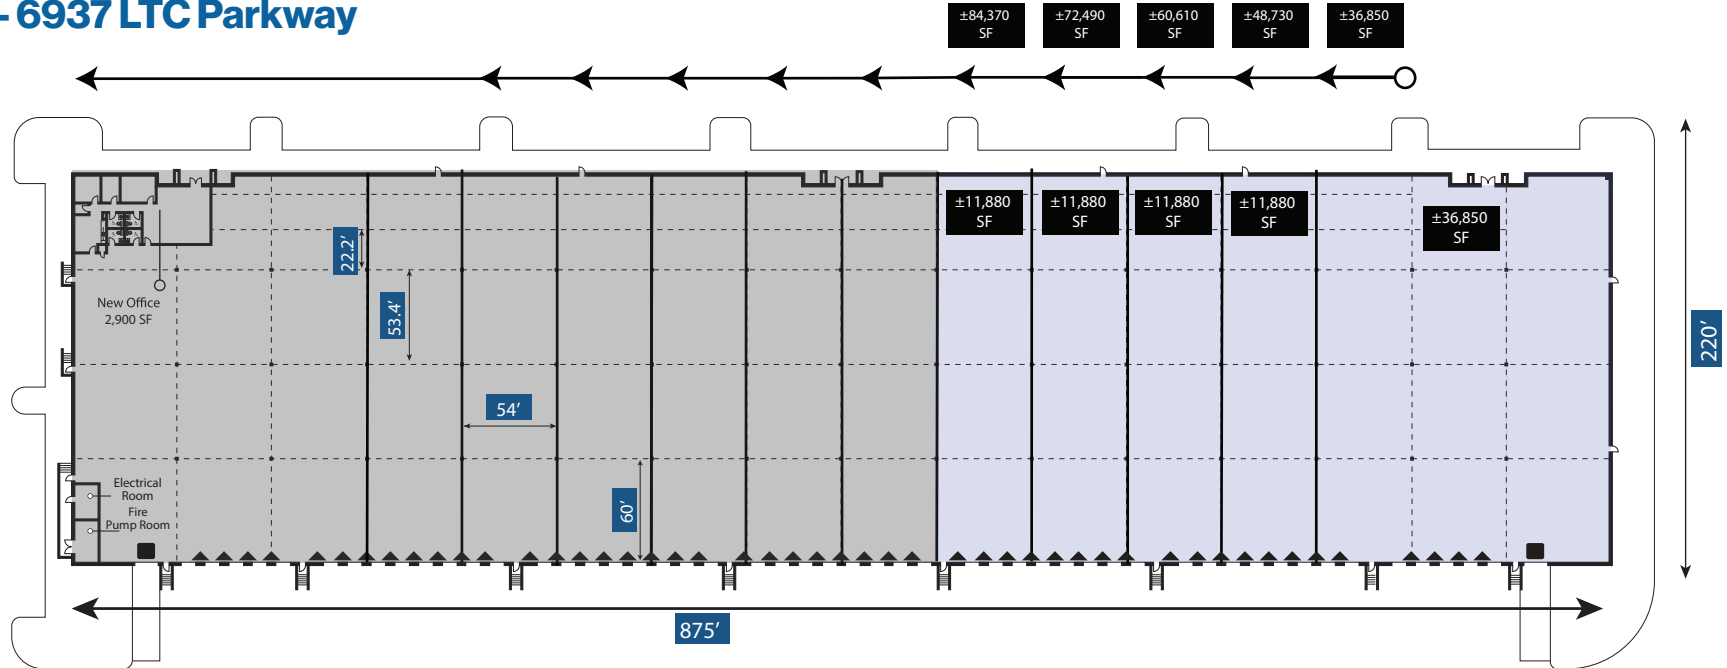 - 6937 LTC Parkway
±84,370
SF
±72,490
SF
±60,610
SF
±48,730
SF
±36,850
SF
±11,880
SF
±11,880
SF
±11,880
SF
±11,880
SF
±36,850
SF
22.2’
53.4’
New Office
2,900 SF
220’
54’
Electrical
Room
Fire
Pump Room
60’
875’